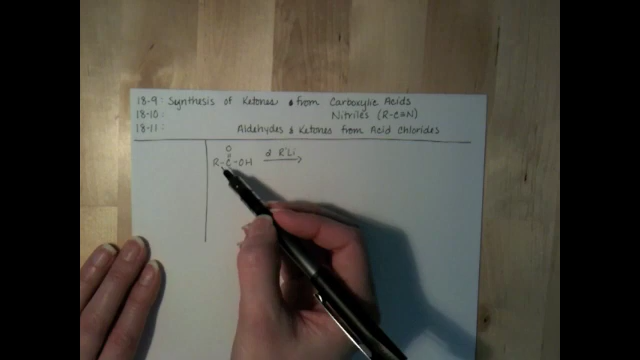 18-9: Synthesis of Ketones from Carboxylic Acids
18-10: Nitriles (R-C≡N)
18-11: Aldehydes & Ketones from Acid Chlorides
O
R-C-OH R'Li